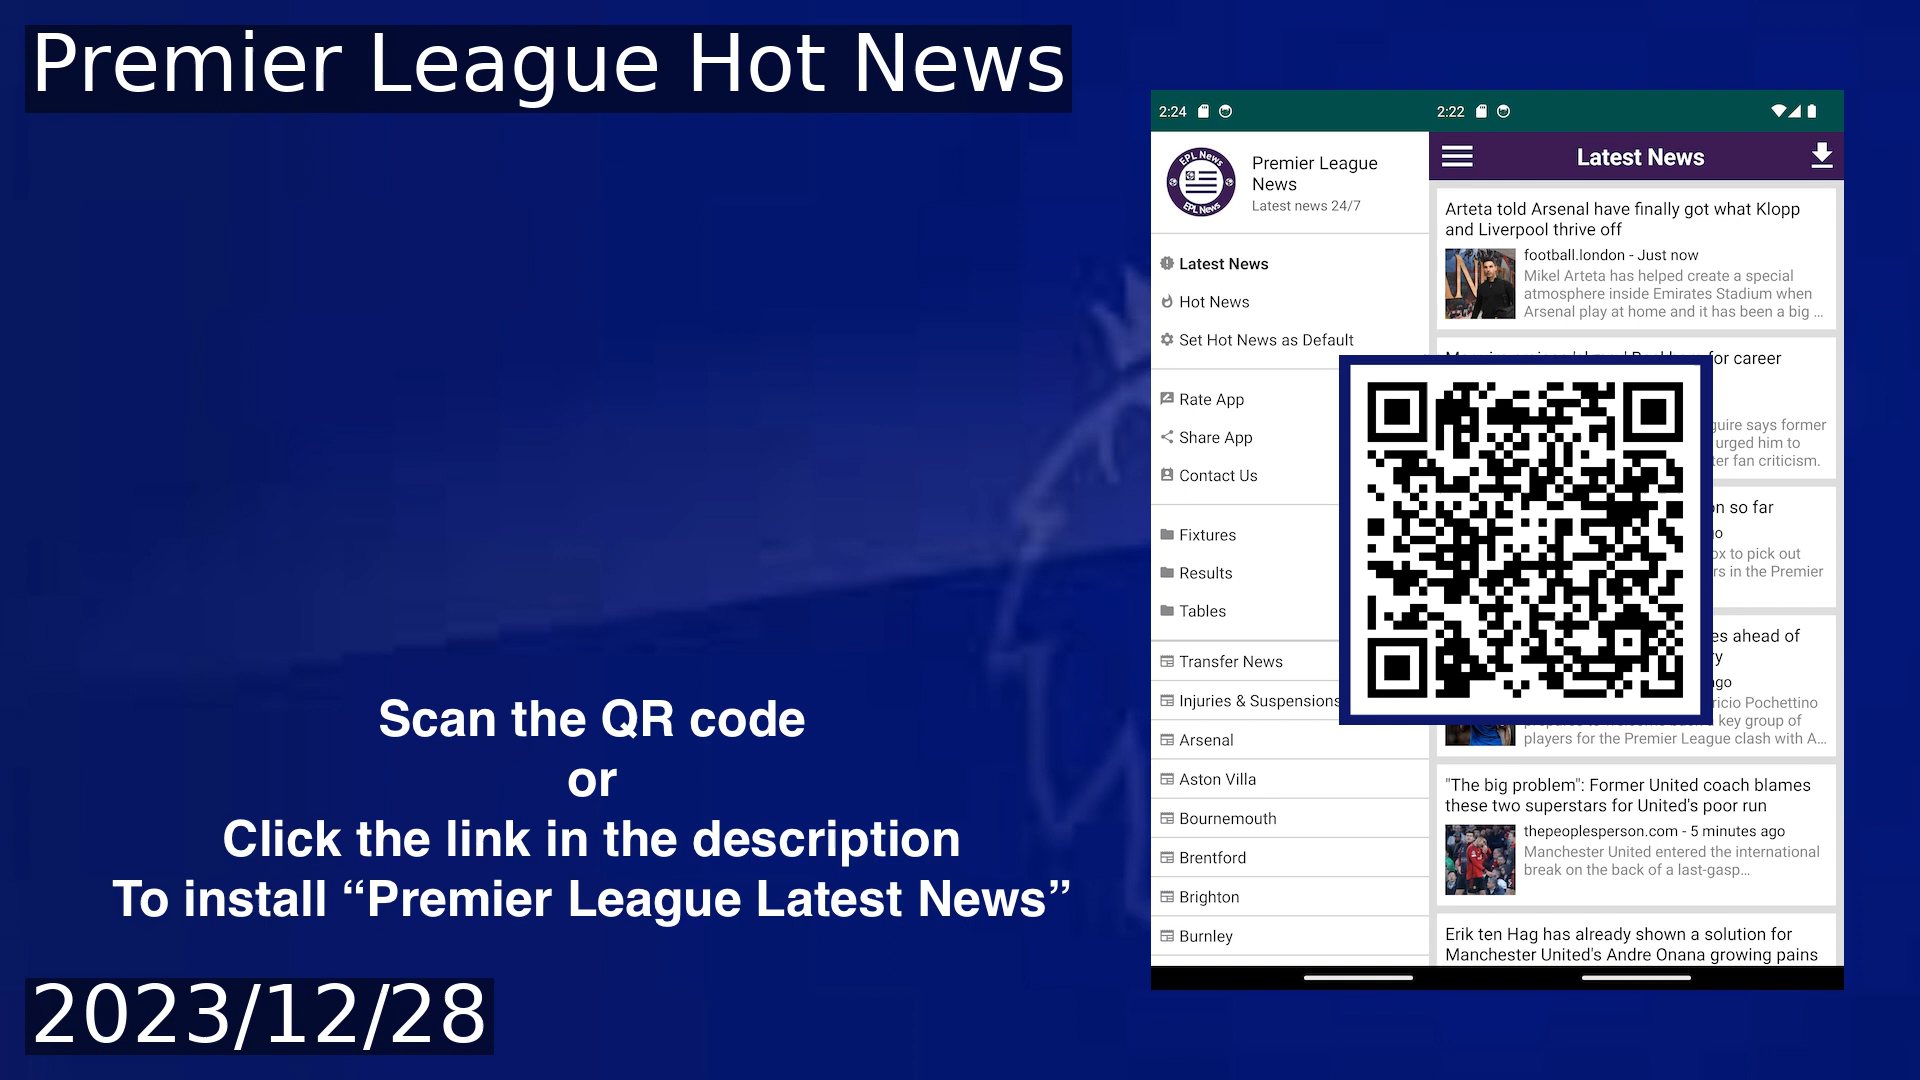 Premier League Hot News
2:24
EPL News
EPL News
Premier League
News
Latest news 24/7
Latest News
Hot News
Set Hot News as Default
Rate App
Share App
Contact Us
Fixtures
Results
Tables
Transfer News
Injuries & Suspensions
Arsenal
Aston Villa
Bournemouth
Brentford
Brighton
Burnley
2:22
Latest News
Arteta told Arsenal have finally got what Klopp
and Liverpool thrive off
football.london - Just now
Mikel Arteta has helped create a special
atmosphere inside Emirates Stadium when
Arsenal play at home and it has been a big ...
for career
says former
urged him to
fan criticism.
so far
to pick out
in the Premier
ahead of
ago
Pochettino
key group of
players for the Premier League clash with A...
"The big problem": Former United coach blames
these two superstars for United's poor run
thepeoplesperson.com - 5 minutes ago
Manchester United entered the international
break on the back of a last-gasp...
Erik ten Hag has already shown a solution for
Manchester United's Andre Onana growing pains
Scan the QR code
or
Click the link in the description
To install “Premier League Latest News”
2023/12/28